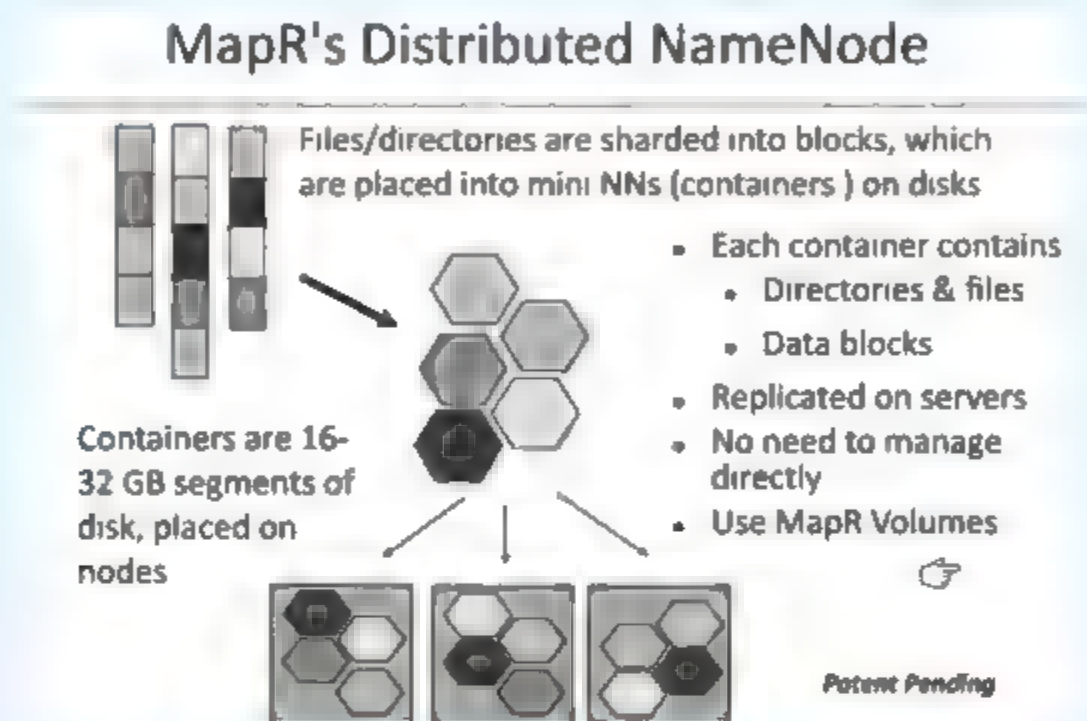 MapR's Distributed NameNode
Files/directories are sharded into blocks, which
are placed into mini NNs (containers ) on disks
• Each container contains
• Directories & files
• Data blocks
• Replicated on servers
• No need to manage
directly
• Use MapR Volumes
Containers are 16-
32 GB segments of
disk, placed on
nodes
Patent Pending